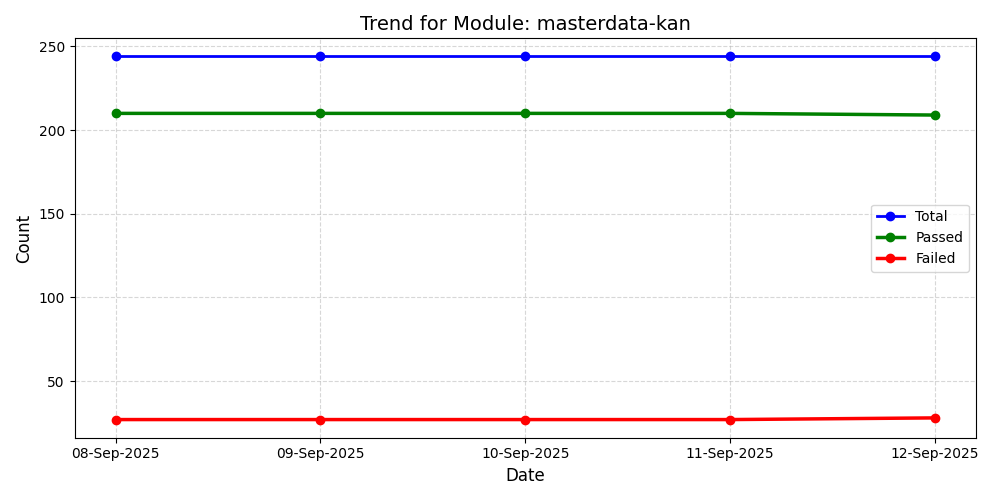 Trend for Module: masterdata-kan
Count
250
200
150
100
50
Total
Passed
Failed
08-Sep-2025
09-Sep-2025
10-Sep-2025
11-Sep-2025
12-Sep-2025
Date